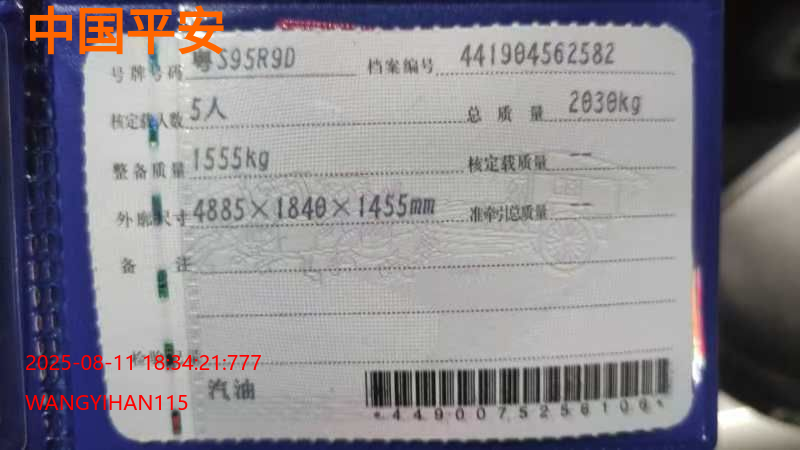 中国平安
号牌号码 粤S95R9D 档案编号 441904562582
核定载人数 5人 总质量 2030kg
整备质量 1555kg 核定载质量 --
外廓尺寸 4885×1840×1455mm 准牵引总质量 --
备注
2025-08-11 18:34:21:777
汽油
WANGYIHAN115